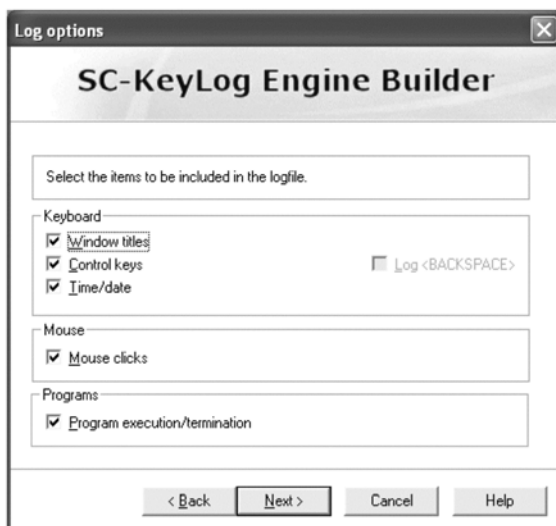 Log options
SC-KeyLog Engine Builder
Select the items to be included in the logfile.
Keyboard
Window titles
Control keys
Log <BACKSPACE>
Time/date
Mouse
Mouse clicks
Programs
Program execution/termination
< Back
Next >
Cancel
Help